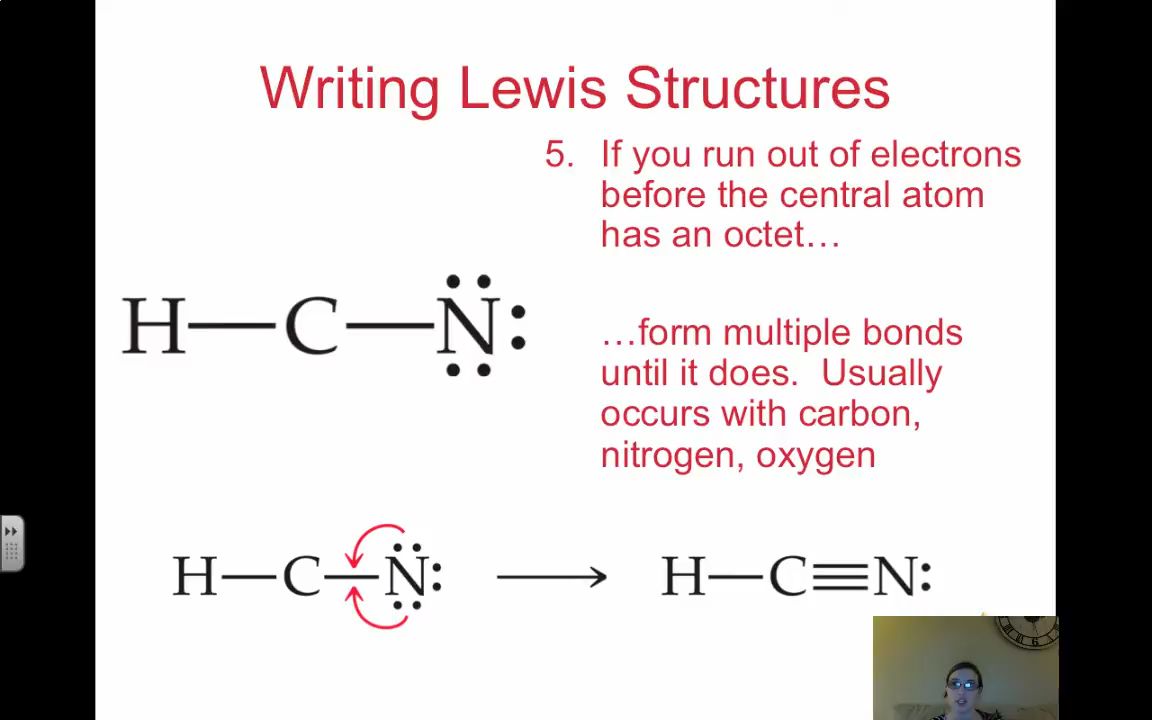 Writing Lewis Structures
5. If you run out of electrons
before the central atom
has an octet…
…form multiple bonds
until it does. Usually
occurs with carbon,
nitrogen, oxygen
H—C—N:
H—C—N: → H—C≡N: